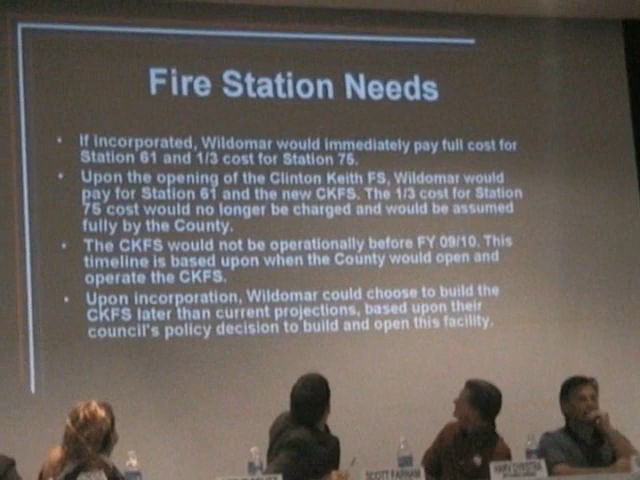 Fire Station Needs
• If incorporated, Wildomar would immediately pay full cost for
Station 61 and 1/3 cost for Station 75.
• Upon the opening of the Clinton Keith FS, Wildomar would
pay for Station 61 and the new CKFS. The 1/3 cost for Station
75 cost would no longer be charged and would be assumed
fully by the County.
• The CKFS would not be operationally before FY 09/10. This
timeline is based upon when the County would open and
operate the CKFS.
• Upon incorporation, Wildomar could choose to build the
CKFS later than current projections, based upon their
council's policy decision to build and open this facility.
SCOTT FARNAM